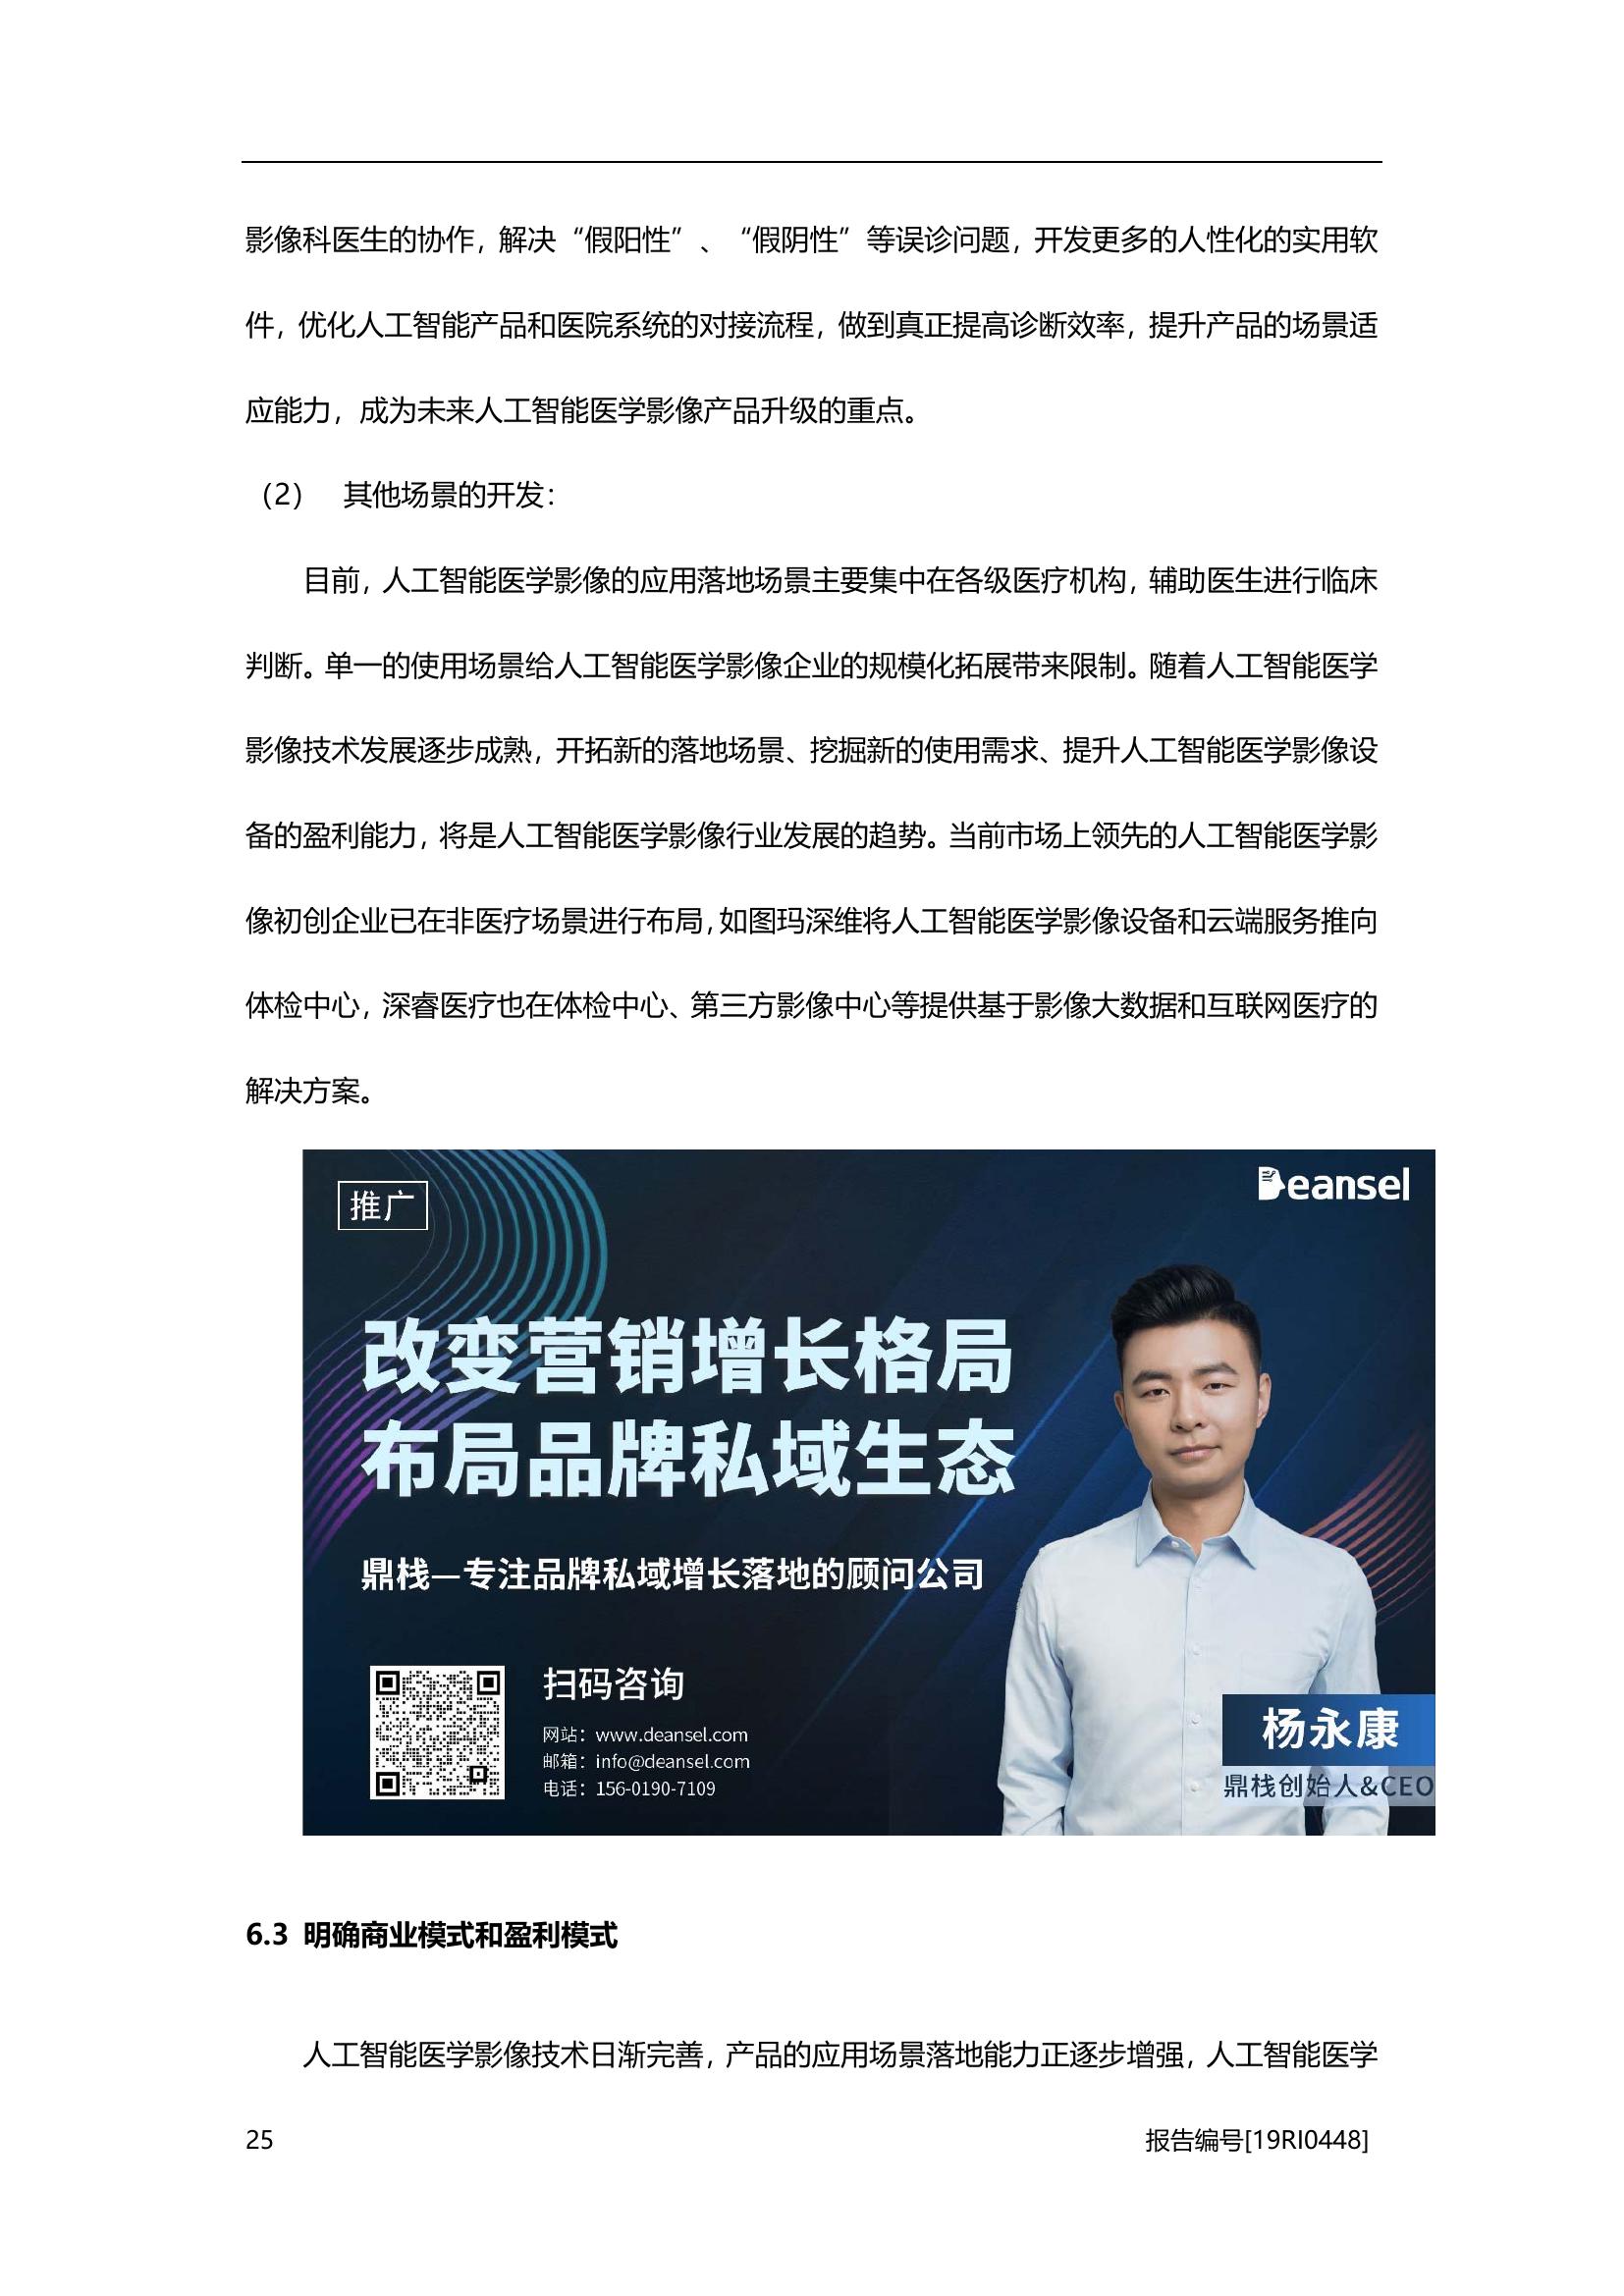 影像科医生的协作，解决“假阳性”、“假阴性”等误诊问题，开发更多的人性化的实用软
件，优化人工智能产品和医院系统的对接流程，做到真正提高诊断效率，提升产品的场景适
应能力，成为未来人工智能医学影像产品升级的重点。
（2） 其他场景的开发：
目前，人工智能医学影像的应用落地场景主要集中在各级医疗机构，辅助医生进行临床
判断。单一的使用场景给人工智能医学影像企业的规模化拓展带来限制。随着人工智能医学
影像技术发展逐步成熟，开拓新的落地场景、挖掘新的使用需求、提升人工智能医学影像设
备的盈利能力，将是人工智能医学影像行业发展的趋势。当前市场上领先的人工智能医学影
像初创企业已在非医疗场景进行布局，如图玛深维将人工智能医学影像设备和云端服务推向
体检中心，深睿医疗也在体检中心、第三方影像中心等提供基于影像大数据和互联网医疗的
解决方案。
推广
Deansel
改变营销增长格局
布局品牌私域生态
鼎栈—专注品牌私域增长落地的顾问公司
扫码咨询
网站：www.deansel.com
邮箱：info@deansel.com
电话：156-0190-7109
杨永康
鼎栈创始人&CEO
6.3 明确商业模式和盈利模式
人工智能医学影像技术日渐完善，产品的应用场景落地能力正逐步增强，人工智能医学
25
报告编号[19RI0448]